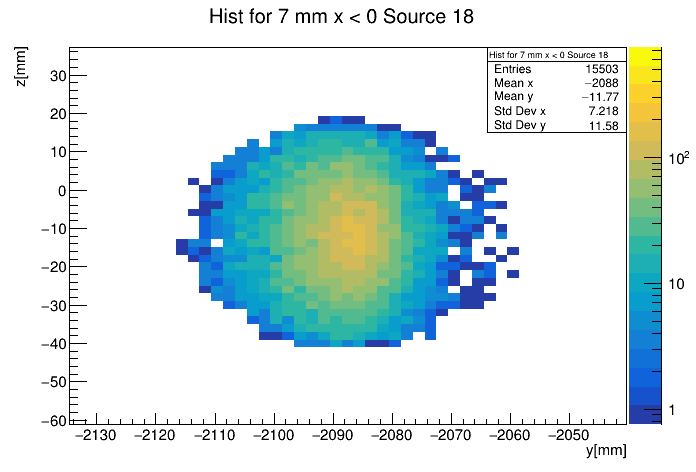 Hist for 7 mm x < 0 Source 18
z[mm]
Hist for 7 mm x < 0 Source 18
Entries 15503
Mean x −2088
Mean y −11.77
Std Dev x 7.218
Std Dev y 11.58
30
20
10
0
−10
−20
−30
−40
−50
−60
10²
10
1
−2130 −2120 −2110 −2100 −2090 −2080 −2070 −2060 −2050
y[mm]